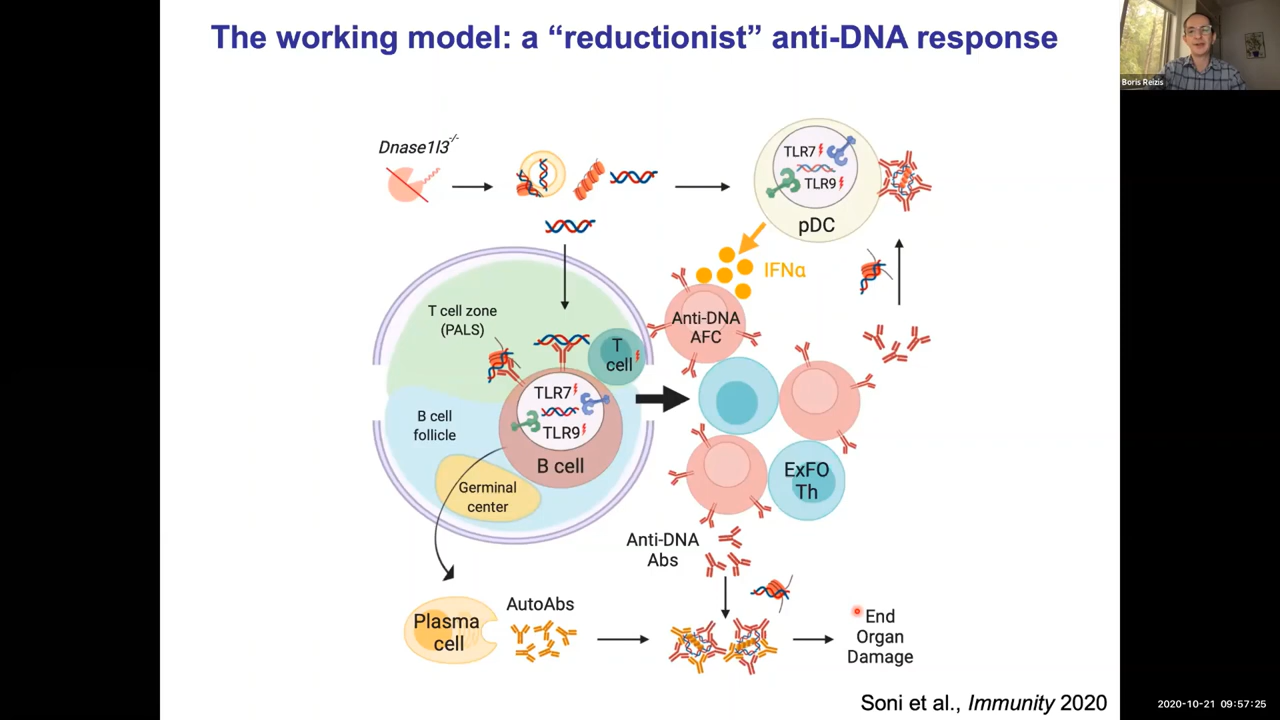 The working model: a “reductionist” anti-DNA response
Boris Reizis
Dnase1l3-/-
TLR7
TLR9
pDC
IFNα
T cell zone
(PALS)
Anti-DNA
AFC
T
cell
TLR7
TLR9
B cell
B cell
follicle
Germinal
center
ExFO
Th
Anti-DNA
Abs
AutoAbs
Plasma
cell
End
Organ
Damage
Soni et al., Immunity 2020
2020-10-21 09:57:25